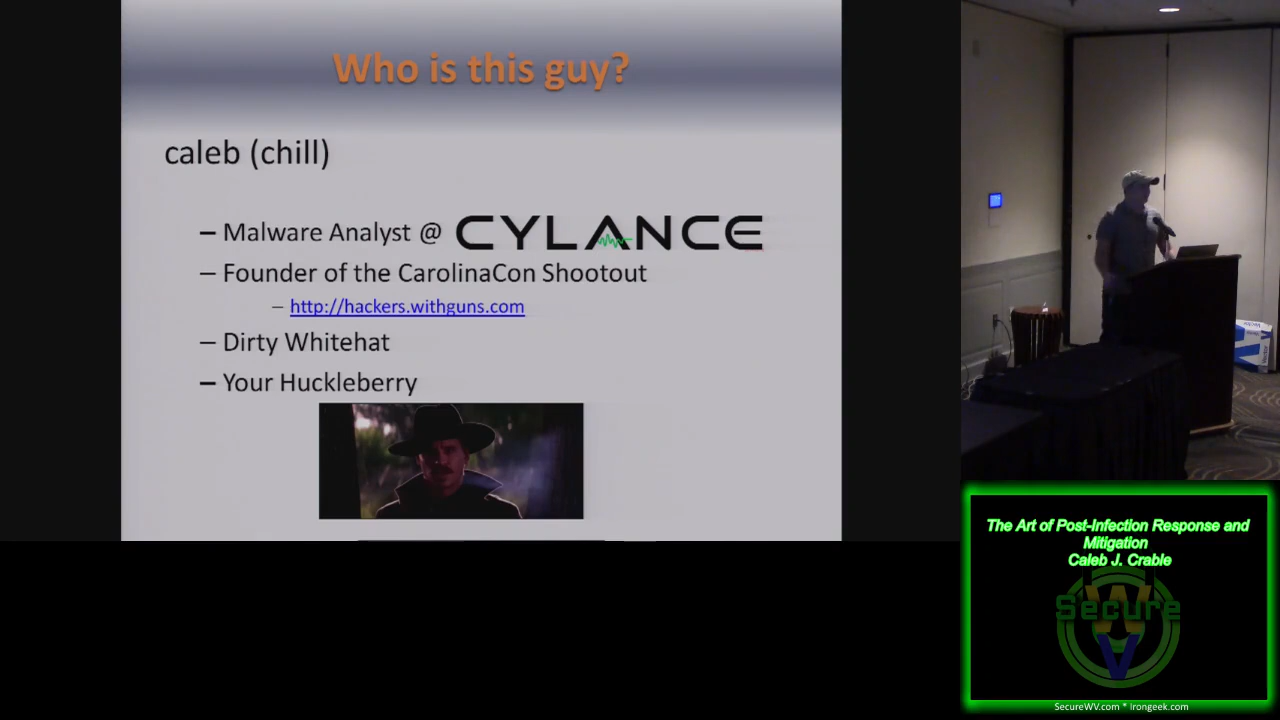 Who is this guy?
caleb (chill)
– Malware Analyst @ CYLANCE
– Founder of the CarolinaCon Shootout
– http://hackers.withguns.com
– Dirty Whitehat
– Your Huckleberry
The Art of Post-Infection Response and
Mitigation
Caleb J. Crable
Secure
WV
SecureWV.com * Irongeek.com